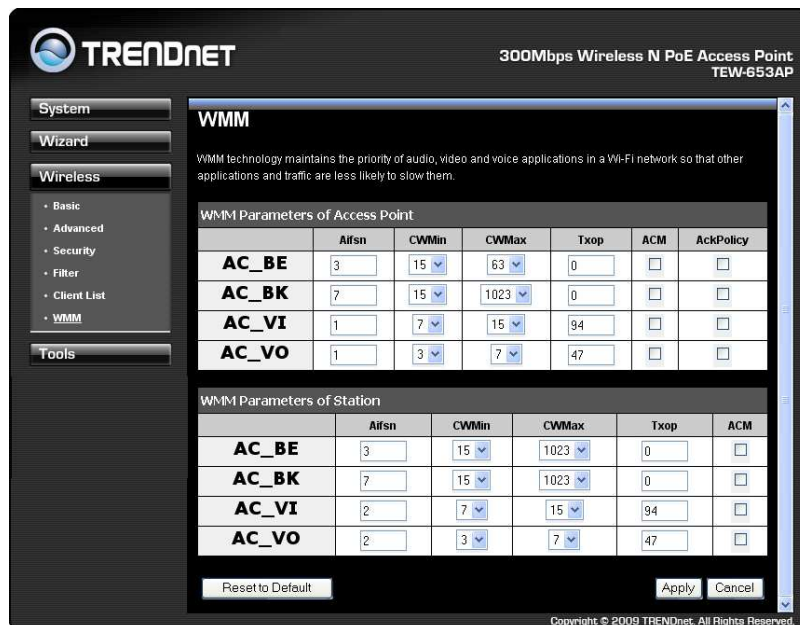 TRENDNET
300Mbps Wireless N PoE Access Point
TEW-653AP
System
Wizard
Wireless
• Basic
• Advanced
• Security
• Filter
• Client List
• WMM
Tools
WMM
WMM technology maintains the priority of audio, video and voice applications in a Wi-Fi network so that other
applications and traffic are less likely to slow them.
WMM Parameters of Access Point
Aifsn CWMin CWMax Txop ACM AckPolicy
AC_BE 3 15 63 0
AC_BK 7 15 1023 0
AC_VI 1 7 15 94
AC_VO 1 3 7 47
WMM Parameters of Station
Aifsn CWMin CWMax Txop ACM
AC_BE 3 15 1023 0
AC_BK 7 15 1023 0
AC_VI 2 7 15 94
AC_VO 2 3 7 47
Reset to Default Apply Cancel
Copyright © 2009 TRENDnet. All Rights Reserved.